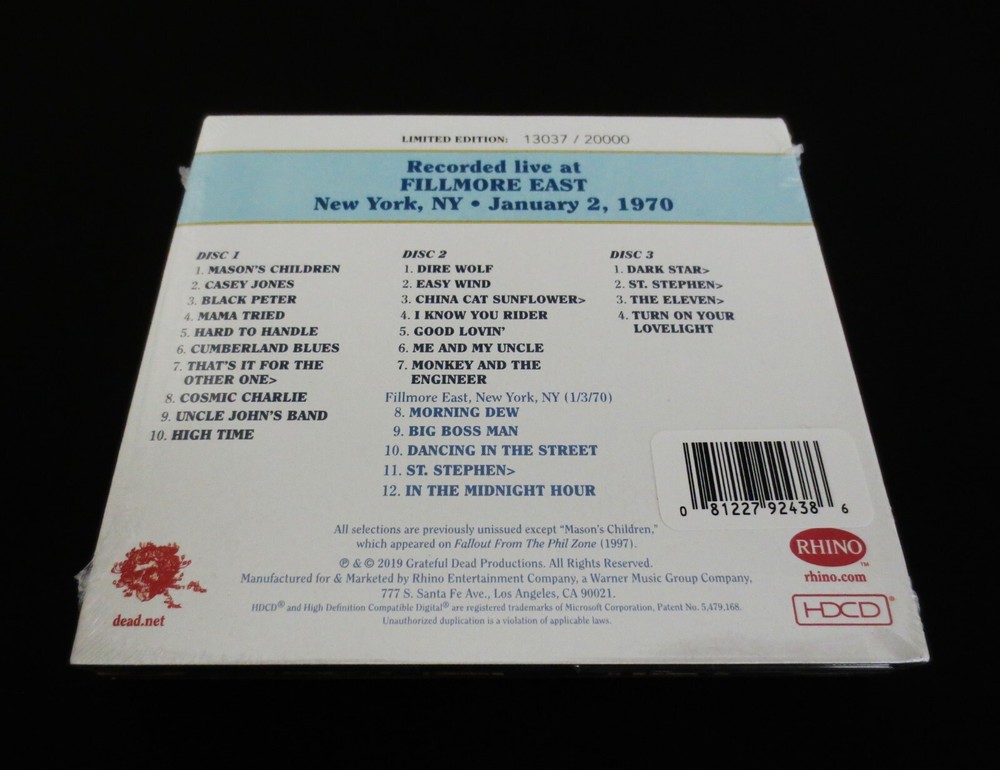 LIMITED EDITION: 13037 / 20000
Recorded live at
FILLMORE EAST
New York, NY • January 2, 1970
DISC 1
1. MASON'S CHILDREN
2. CASEY JONES
3. BLACK PETER
4. MAMA TRIED
5. HARD TO HANDLE
6. CUMBERLAND BLUES
7. THAT'S IT FOR THE
OTHER ONE>
8. COSMIC CHARLIE
9. UNCLE JOHN'S BAND
10. HIGH TIME
DISC 2
1. DIRE WOLF
2. EASY WIND
3. CHINA CAT SUNFLOWER>
4. I KNOW YOU RIDER
5. GOOD LOVIN'
6. ME AND MY UNCLE
7. MONKEY AND THE
ENGINEER
Fillmore East, New York, NY (1/3/70)
8. MORNING DEW
9. BIG BOSS MAN
10. DANCING IN THE STREET
11. ST. STEPHEN>
12. IN THE MIDNIGHT HOUR
DISC 3
1. DARK STAR>
2. ST. STEPHEN>
3. THE ELEVEN>
4. TURN ON YOUR
LOVELIGHT
0 81227 92438 6
All selections are previously unissued except “Mason's Children,”
which appeared on Fallout From The Phil Zone (1997).
℗ & © 2019 Grateful Dead Productions. All Rights Reserved.
Manufactured for & Marketed by Rhino Entertainment Company, a Warner Music Group Company,
777 S. Santa Fe Ave., Los Angeles, CA 90021.
HDCD® and High Definition Compatible Digital® are registered trademarks of Microsoft Corporation, Patent No. 5,479,168.
Unauthorized duplication is a violation of applicable laws.
dead.net
RHINO™
rhino.com
HDCD®